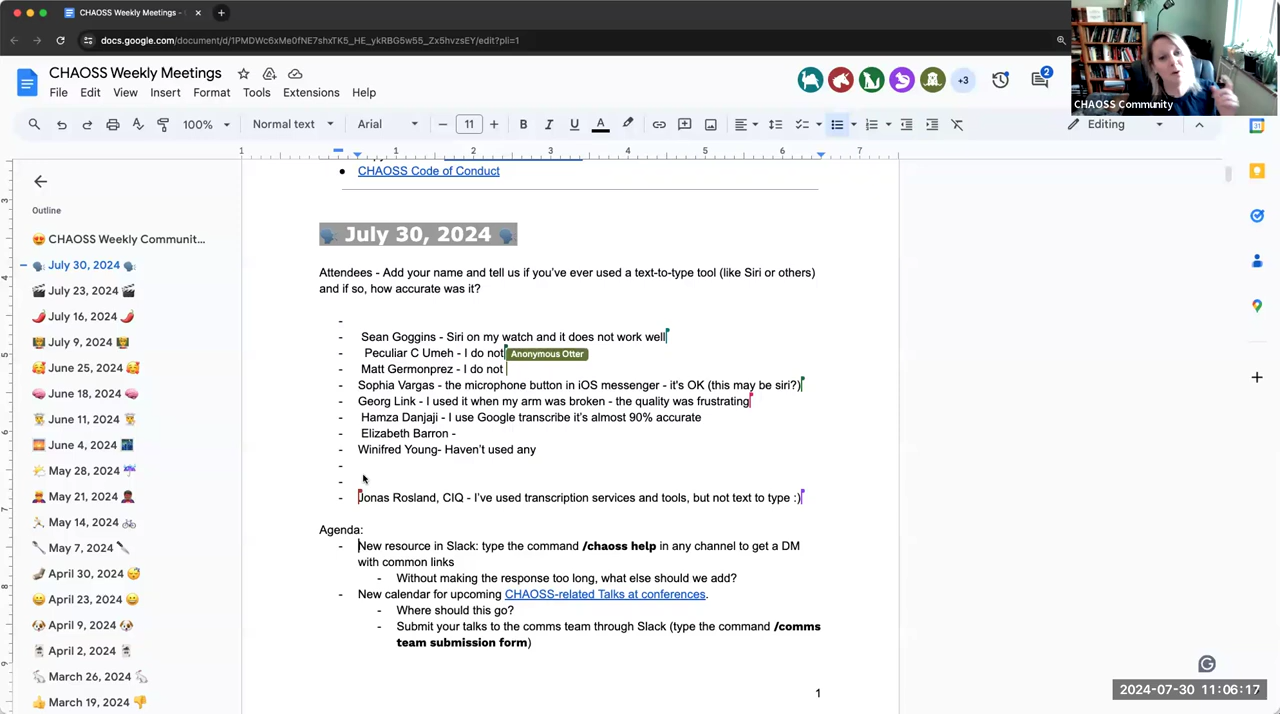 CHAOSS Weekly Meetings -
docs.google.com/document/d/1PMDWc6xMe0fNE7shxTK5_HE_ykRBG5w55_Zx5hvzsEY/edit?pli=1
CHAOSS Weekly Meetings
File Edit View Insert Format Tools Extensions Help
+3
2
CHAOSS Community
100% Normal text Arial 11 Editing
1 1 2 3 4 5 6 7
CHAOSS Code of Conduct
Outline
CHAOSS Weekly Communit...
July 30, 2024
July 23, 2024
July 16, 2024
July 9, 2024
June 25, 2024
June 18, 2024
June 11, 2024
June 4, 2024
May 28, 2024
May 21, 2024
May 14, 2024
May 7, 2024
April 30, 2024
April 23, 2024
April 9, 2024
April 2, 2024
March 26, 2024
March 19, 2024
July 30, 2024
Attendees - Add your name and tell us if you've ever used a text-to-type tool (like Siri or others)
and if so, how accurate was it?
-
- Sean Goggins - Siri on my watch and it does not work well
- Peculiar C Umeh - I do not
Anonymous Otter
- Matt Germonprez - I do not
- Sophia Vargas - the microphone button in iOS messenger - it's OK (this may be siri?)
- Georg Link - I used it when my arm was broken - the quality was frustrating
- Hamza Danjaji - I use Google transcribe it's almost 90% accurate
- Elizabeth Barron -
- Winifred Young- Haven't used any
-
-
- Jonas Rosland, CIQ - I've used transcription services and tools, but not text to type :)
Agenda:
- New resource in Slack: type the command /chaoss help in any channel to get a DM
with common links
- Without making the response too long, what else should we add?
- New calendar for upcoming CHAOSS-related Talks at conferences.
- Where should this go?
- Submit your talks to the comms team through Slack (type the command /comms
team submission form)
1
2024-07-30 11:06:17